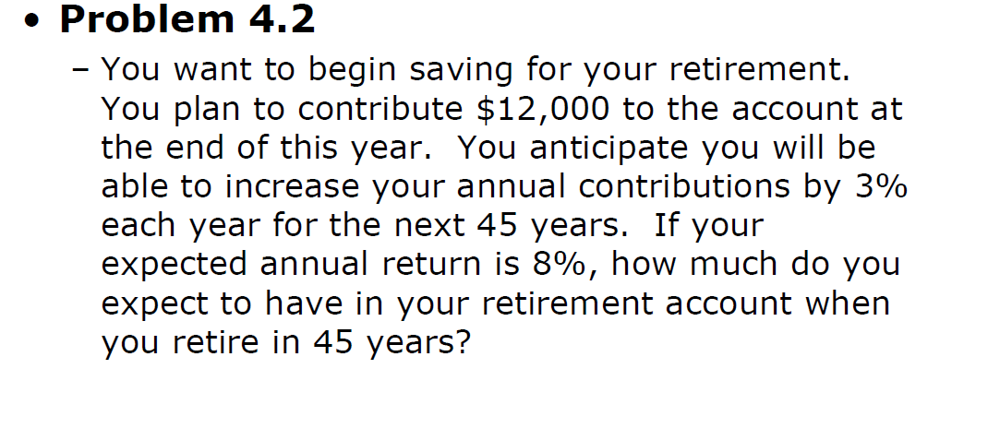 • Problem 4.2
– You want to begin saving for your retirement.
You plan to contribute $12,000 to the account at
the end of this year.  You anticipate you will be
able to increase your annual contributions by 3%
each year for the next 45 years.  If your
expected annual return is 8%, how much do you
expect to have in your retirement account when
you retire in 45 years?